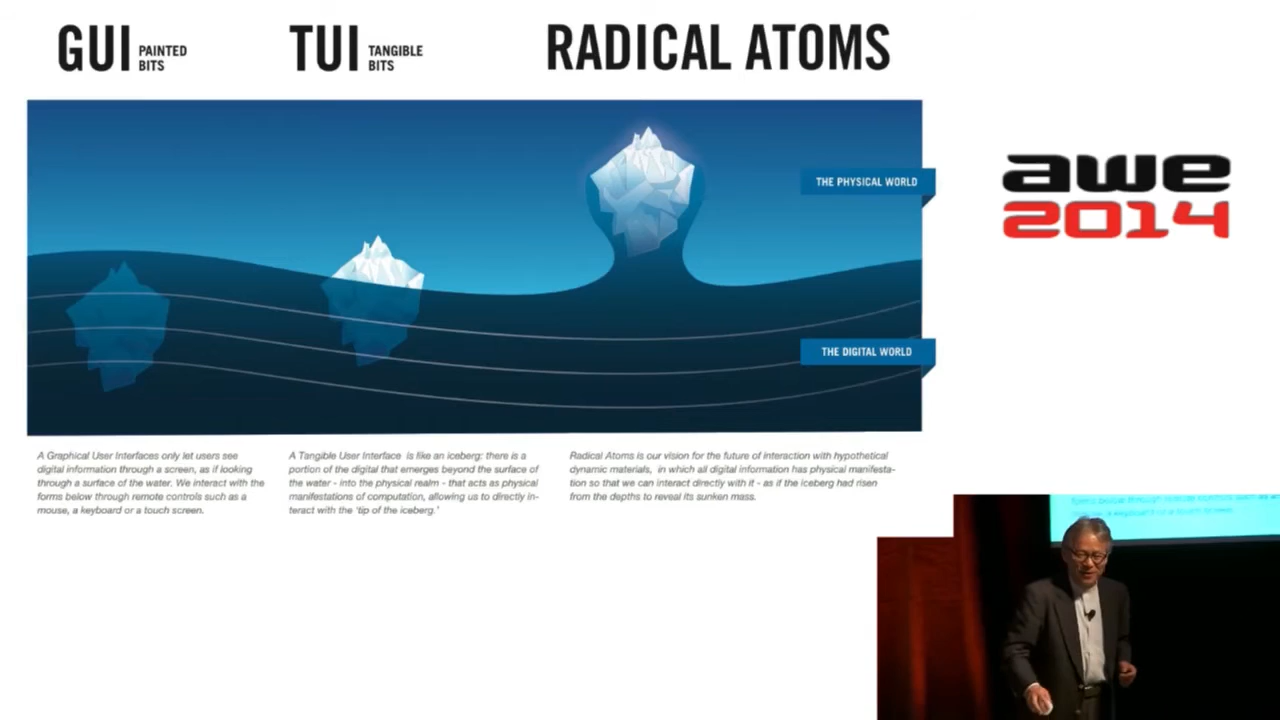 GUI PAINTED
BITS
TUI TANGIBLE
BITS
RADICAL ATOMS
THE PHYSICAL WORLD
THE DIGITAL WORLD
awe
2014
A Graphical User Interfaces only let users see
digital information through a screen, as if looking
through a surface of the water. We interact with the
forms below through remote controls such as a
mouse, a keyboard or a touch screen.
A Tangible User Interface is like an iceberg: there is a
portion of the digital that emerges beyond the surface of
the water - into the physical realm - that acts as physical
manifestations of computation, allowing us to directly in-
teract with the 'tip of the iceberg.'
Radical Atoms is our vision for the future of interaction with hypothetical
dynamic materials, in which all digital information has physical manifesta-
tion so that we can interact directly with it - as if the iceberg had risen
from the depths to reveal its sunken mass.